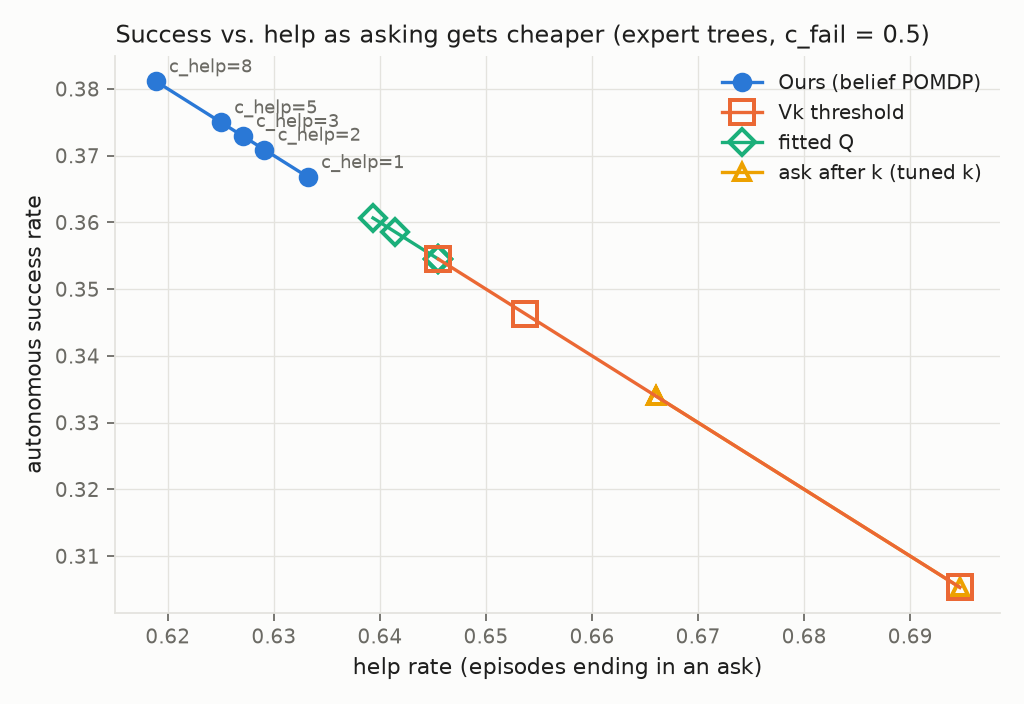 Success vs. help as asking gets cheaper (expert trees, c_fail = 0.5)
c_help=8
c_help=5
c_help=3
c_help=2
c_help=1
Ours (belief POMDP)
Vk threshold
fitted Q
ask after k (tuned k)
autonomous success rate
0.38
0.37
0.36
0.35
0.34
0.33
0.32
0.31
0.62 0.63 0.64 0.65 0.66 0.67 0.68 0.69
help rate (episodes ending in an ask)